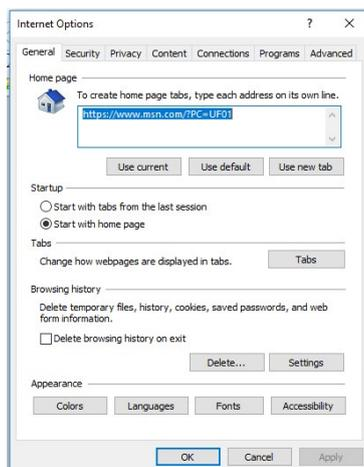 Internet Options
?
General Security Privacy Content Connections Programs Advanced
Home page
To create home page tabs, type each address on its own line.
https://www.msn.com/?PC=UF01
Use current Use default Use new tab
Startup
Start with tabs from the last session
Start with home page
Tabs
Change how webpages are displayed in tabs. Tabs
Browsing history
Delete temporary files, history, cookies, saved passwords, and web
form information.
Delete browsing history on exit
Delete... Settings
Appearance
Colors Languages Fonts Accessibility
OK Cancel Apply